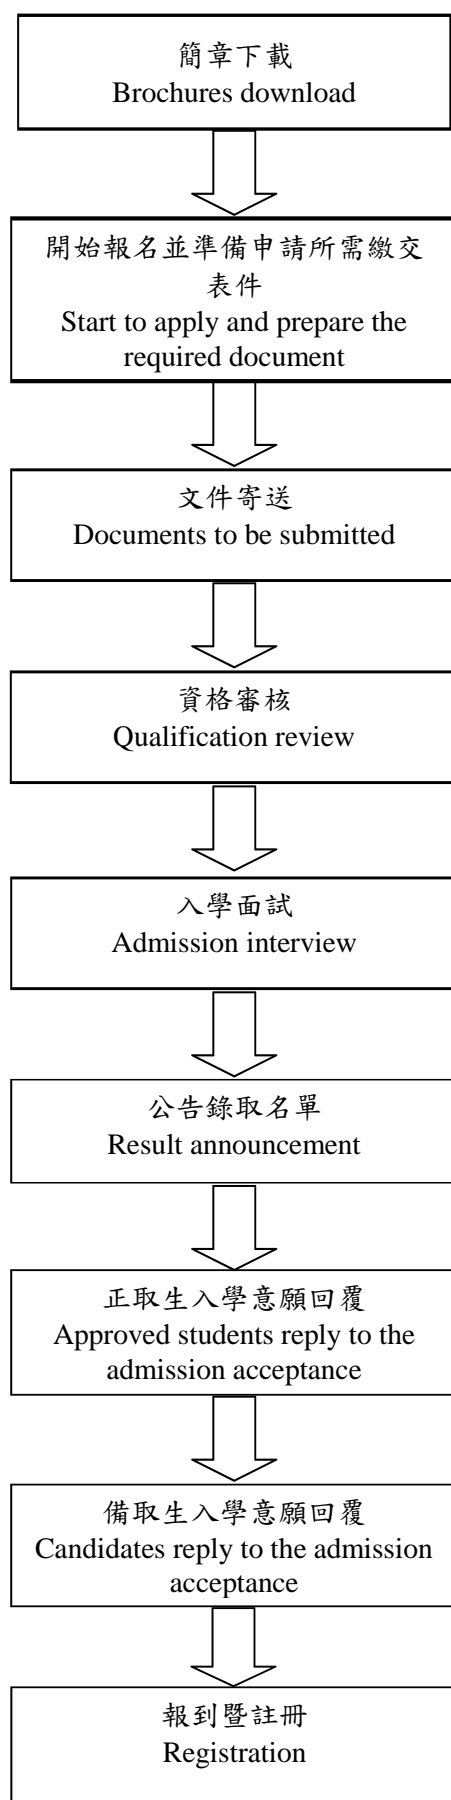 簡章下載
Brochures download
開始報名並準備申請所需繳交
表件
Start to apply and prepare the
required document
文件寄送
Documents to be submitted
資格審核
Qualification review
入學面試
Admission interview
公告錄取名單
Result announcement
正取生入學意願回覆
Approved students reply to the
admission acceptance
備取生入學意願回覆
Candidates reply to the admission
acceptance
報到暨註冊
Registration